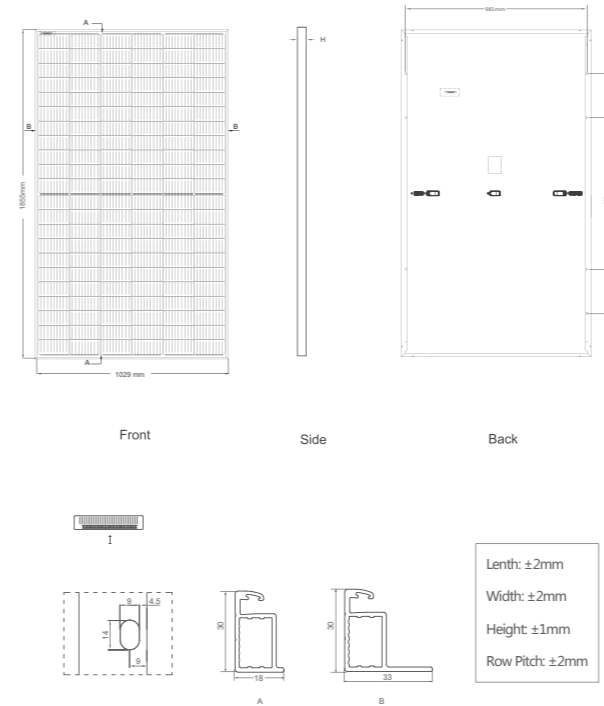 A
H
B
B
1855mm
A
1029 mm
Front
Side
Back
9
4.5
14
9
30
18
A
30
33
B
Lenth: ±2mm
Width: ±2mm
Height: ±1mm
Row Pitch: ±2mm